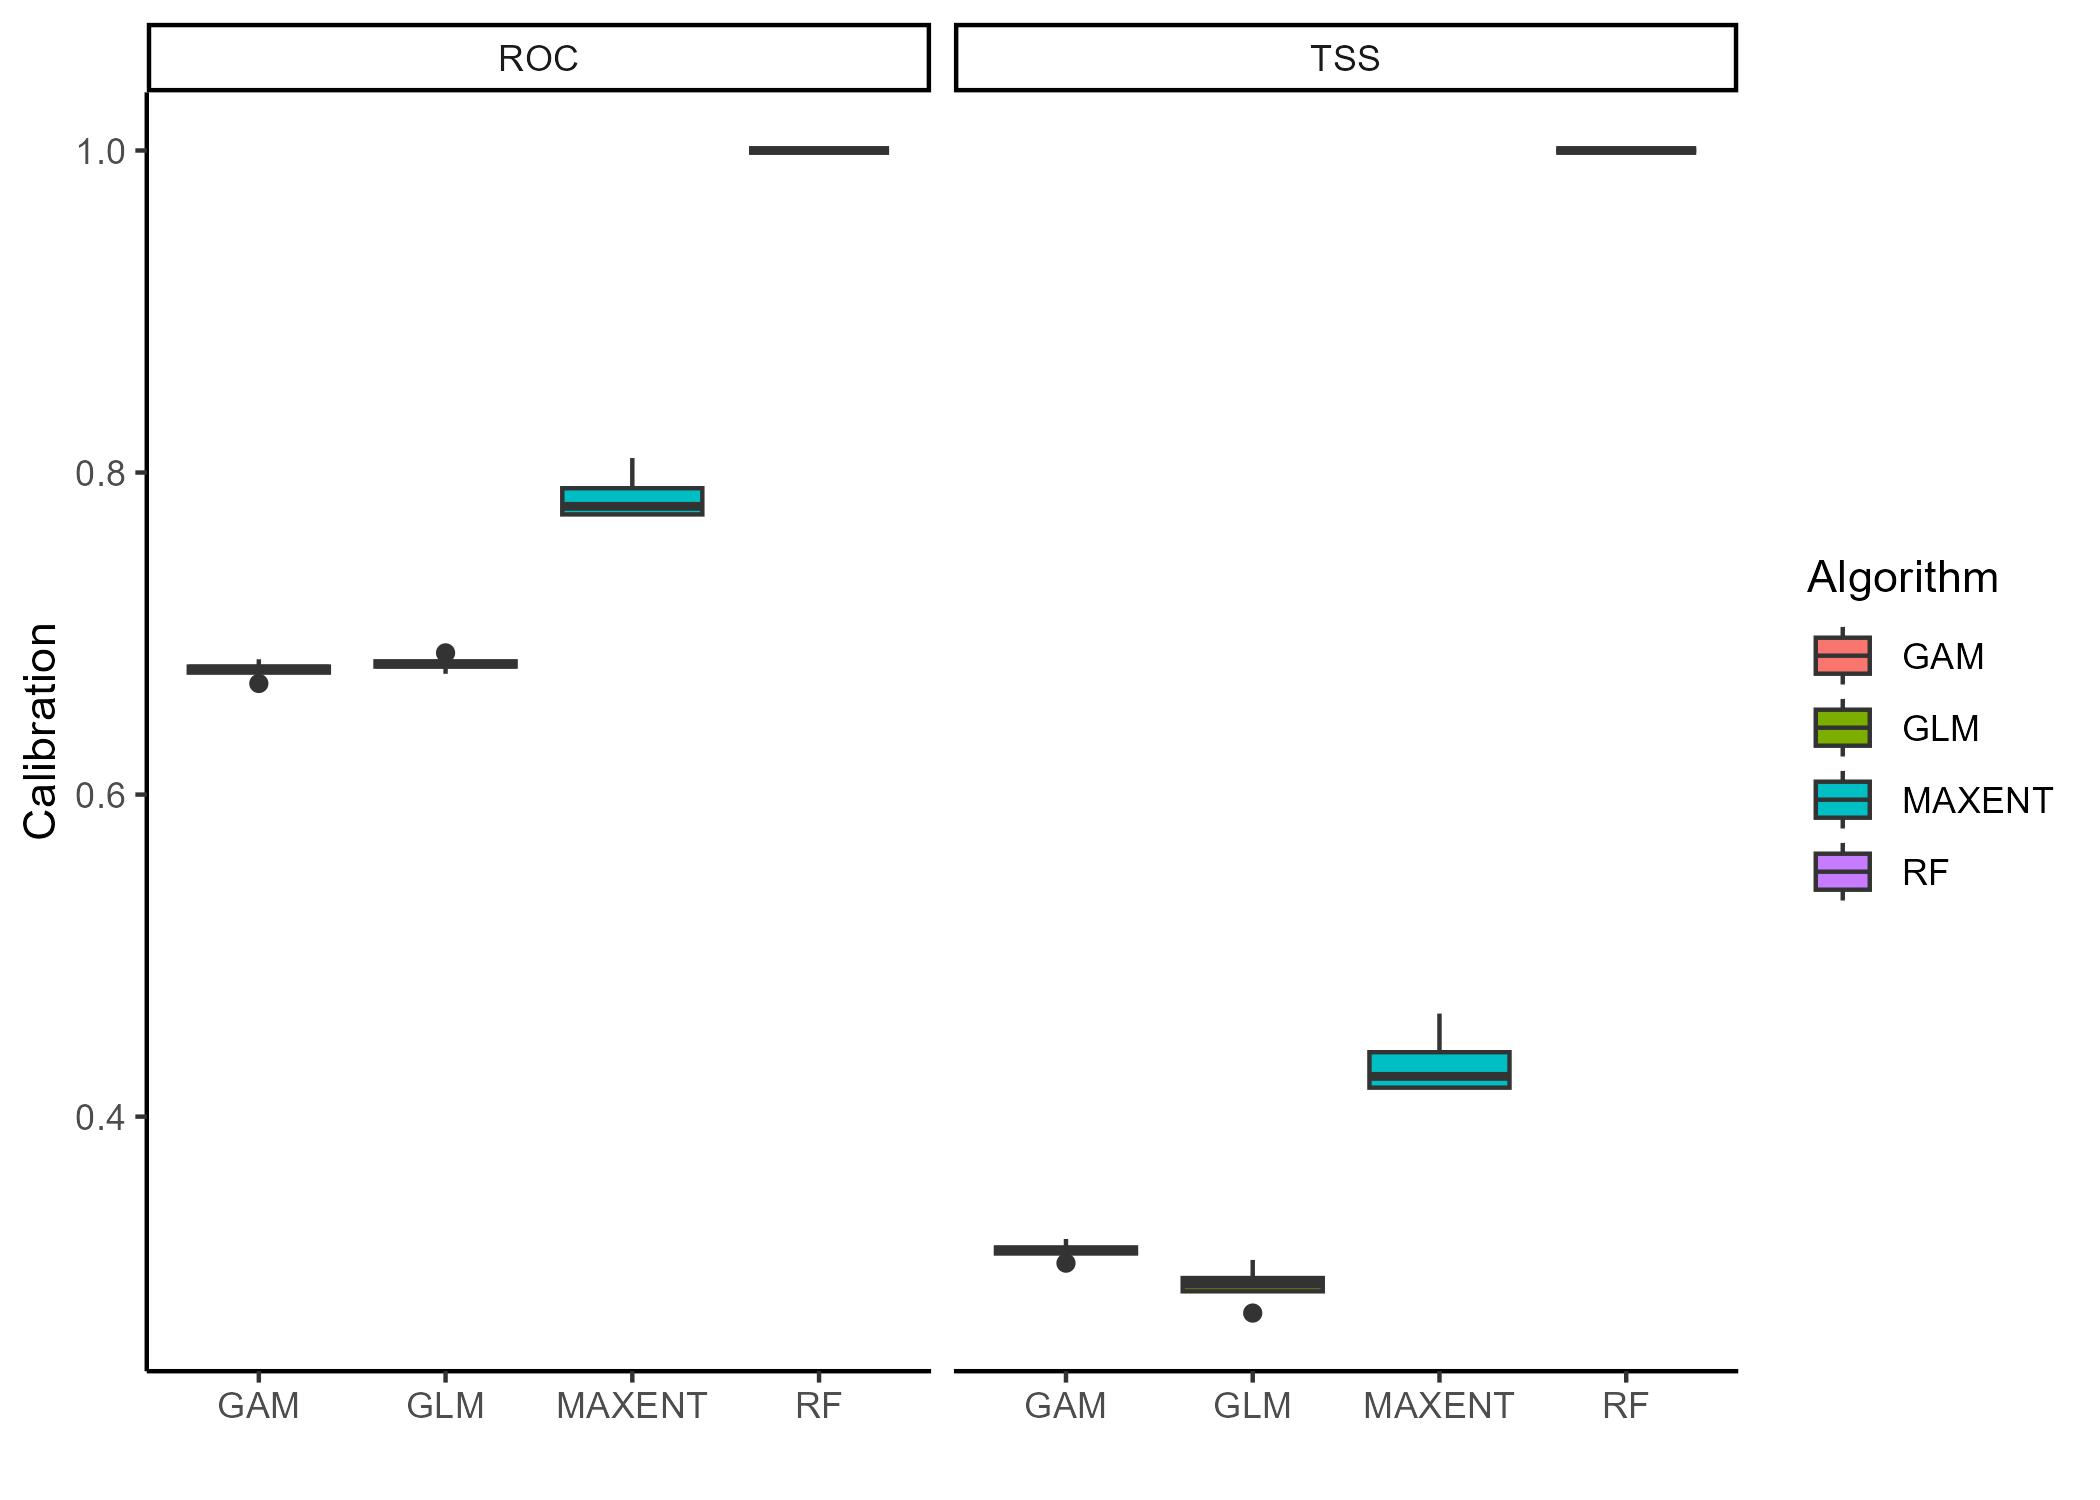 ROC
TSS
Calibration
1.0
0.8
0.6
0.4
GAM GLM MAXENT RF
GAM GLM MAXENT RF
Algorithm
GAM
GLM
MAXENT
RF